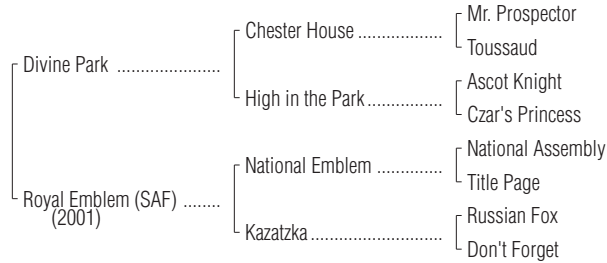 Mr. Prospector
Chester House ..................
Toussaud
Divine Park ......................
Ascot Knight
High in the Park................
Czar's Princess
National Assembly
National Emblem ..............
Title Page
Royal Emblem (SAF) ........
(2001)
Russian Fox
Kazatzka............................
Don't Forget